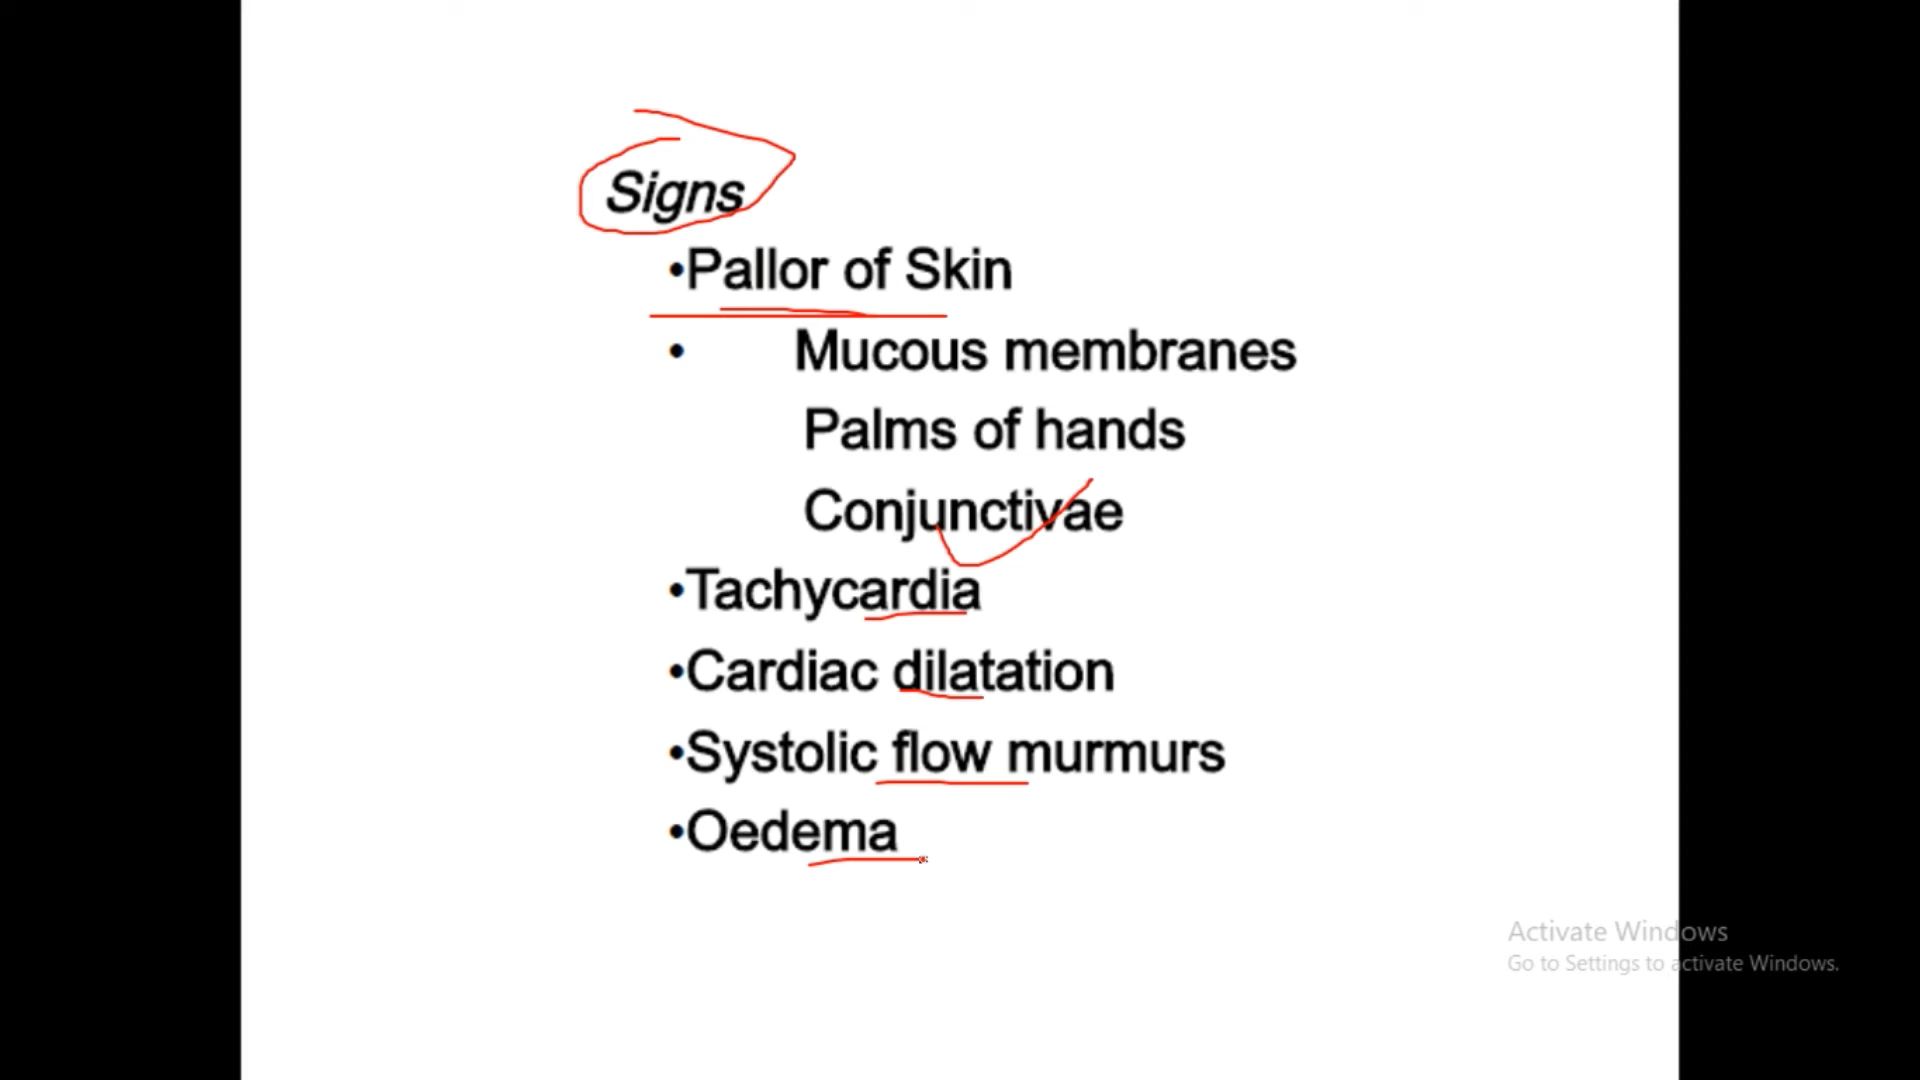 Signs
•Pallor of Skin
• Mucous membranes
Palms of hands
Conjunctivae
•Tachycardia
•Cardiac dilatation
•Systolic flow murmurs
•Oedema
Activate Windows
Go to Settings to activate Windows.